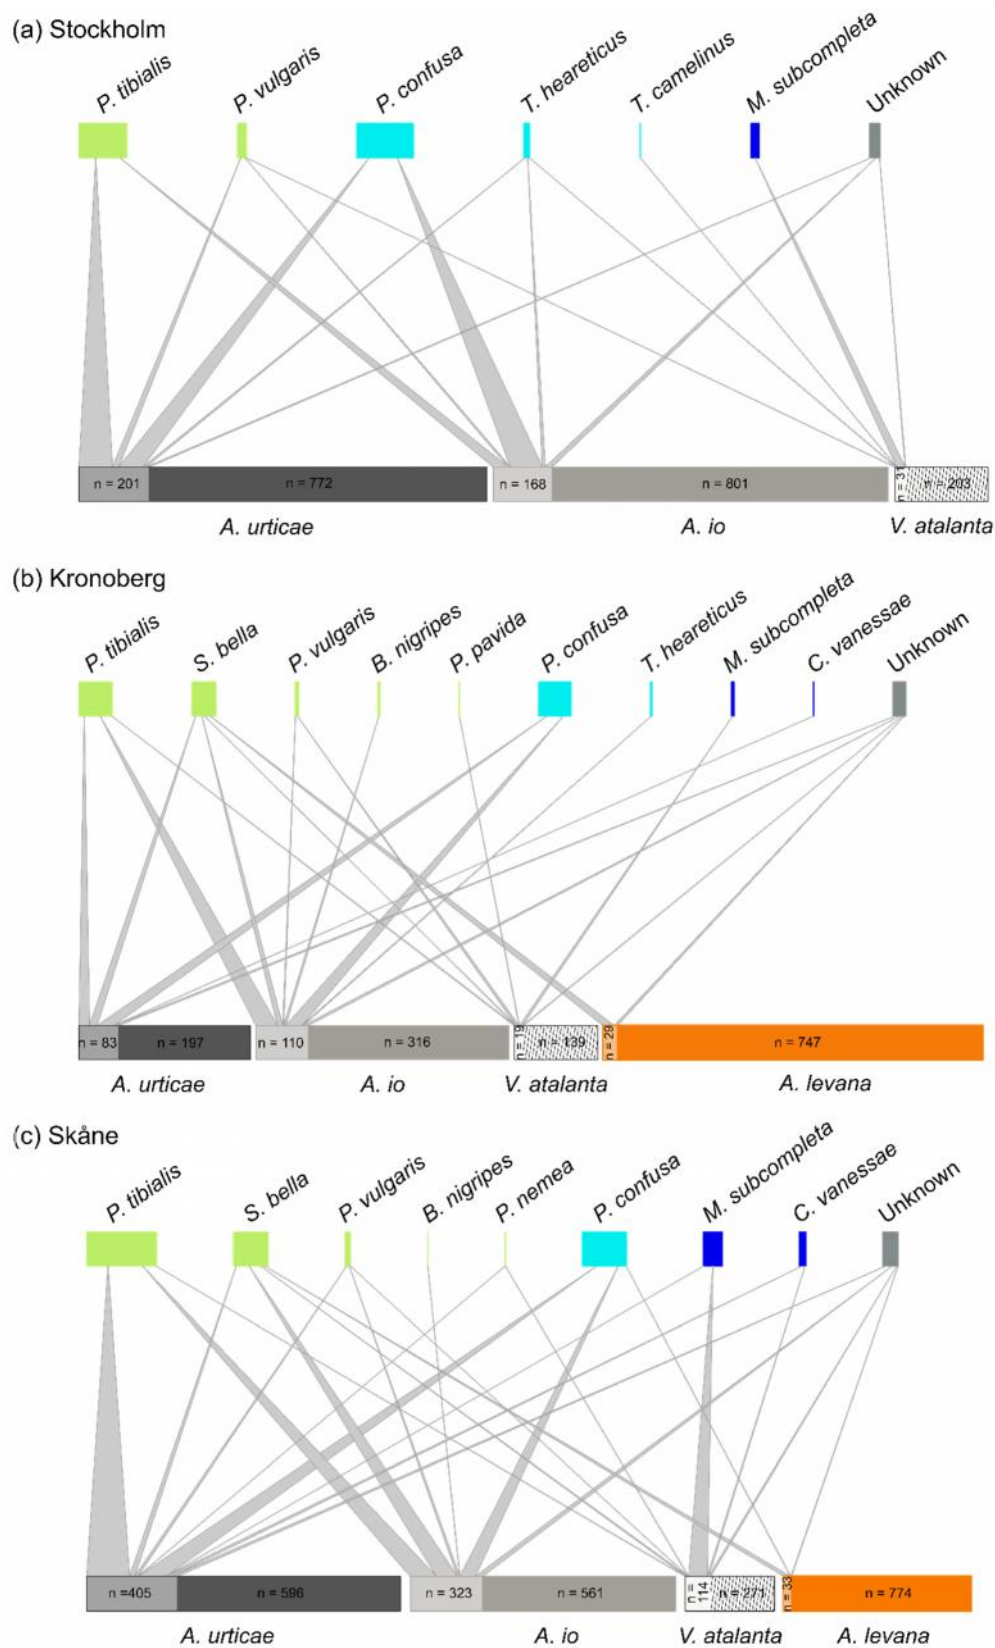 (a) Stockholm
P. tibialis
P. vulgaris
P. confusa
T. heareticus
T. camelinus
M. subcompleta
Unknown
n = 201
n = 772
n = 168
n = 801
n = 31
n = 203
A. urticae
A. io
V. atalanta
(b) Kronoberg
P. tibialis
S. bella
P. vulgaris
B. nigripes
P. pavida
P. confusa
T. heareticus
M. subcompleta
C. vanessae
Unknown
n = 83
n = 197
n = 110
n = 316
n = 19
n = 139
n = 29
n = 747
A. urticae
A. io
V. atalanta
A. levana
(c) Skåne
P. tibialis
S. bella
P. vulgaris
B. nigripes
P. nemea
P. confusa
M. subcompleta
C. vanessae
Unknown
n =405
n = 596
n = 323
n = 561
n =
114
n = 271
n = 33
n = 774
A. urticae
A. io
V. atalanta
A. levana